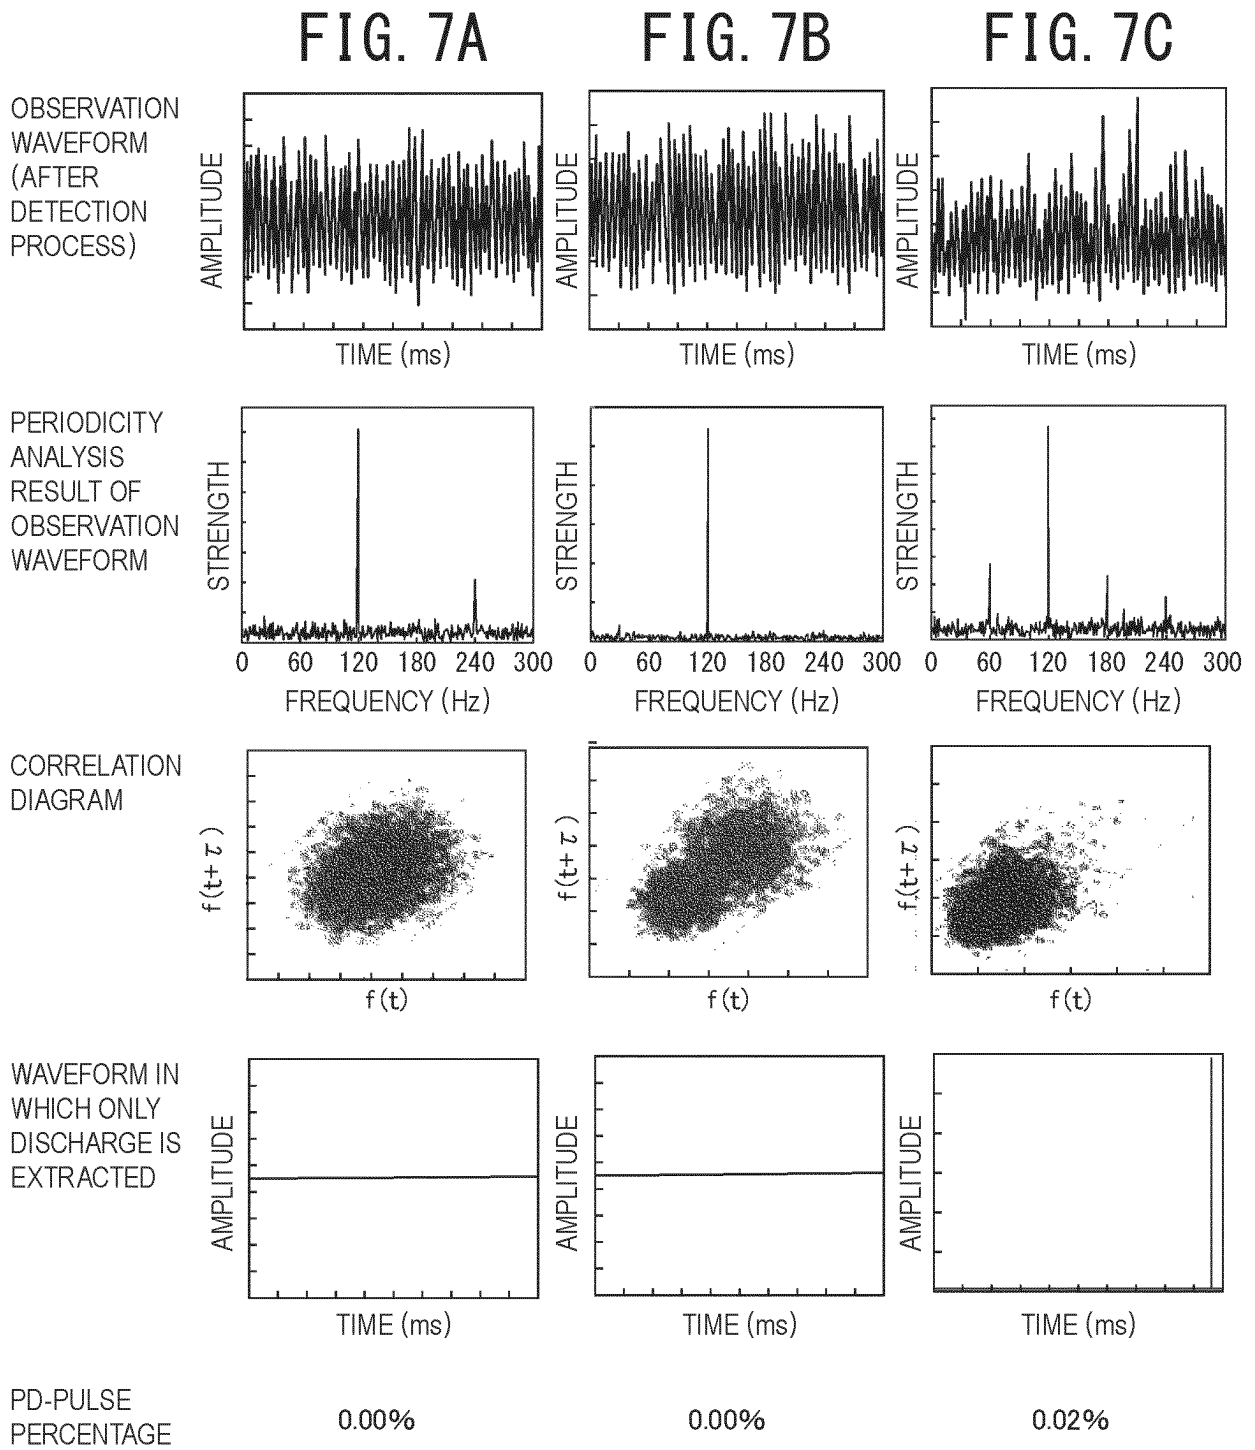 FIG. 7A
FIG. 7B
FIG. 7C
OBSERVATION
WAVEFORM
(AFTER
DETECTION
PROCESS)
AMPLITUDE
TIME (ms)
AMPLITUDE
TIME (ms)
AMPLITUDE
TIME (ms)
PERIODICITY
ANALYSIS
RESULT OF
OBSERVATION
WAVEFORM
STRENGTH
0 60 120 180 240 300
FREQUENCY (Hz)
STRENGTH
0 60 120 180 240 300
FREQUENCY (Hz)
STRENGTH
0 60 120 180 240 300
FREQUENCY (Hz)
CORRELATION
DIAGRAM
f(t+τ)
f(t)
f(t+τ)
f(t)
f(t+τ)
f(t)
WAVEFORM IN
WHICH ONLY
DISCHARGE IS
EXTRACTED
AMPLITUDE
TIME (ms)
AMPLITUDE
TIME (ms)
AMPLITUDE
TIME (ms)
PD-PULSE
PERCENTAGE
0.00%
0.00%
0.02%